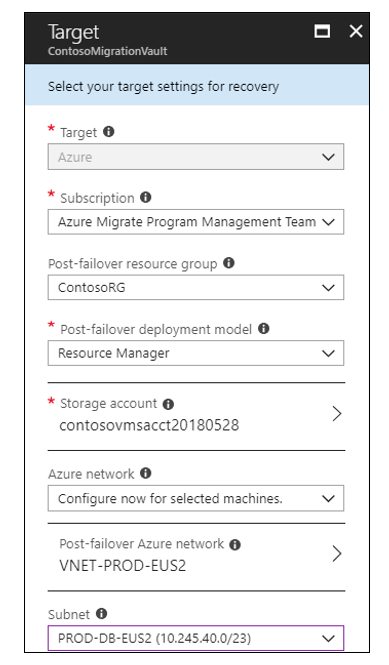 Target
ContosoMigrationVault
Select your target settings for recovery
* Target
Azure
* Subscription
Azure Migrate Program Management Team
Post-failover resource group
ContosoRG
* Post-failover deployment model
Resource Manager
* Storage account
contosovmsacct20180528
Azure network
Configure now for selected machines.
Post-failover Azure network
VNET-PROD-EUS2
Subnet
PROD-DB-EUS2 (10.245.40.0/23)